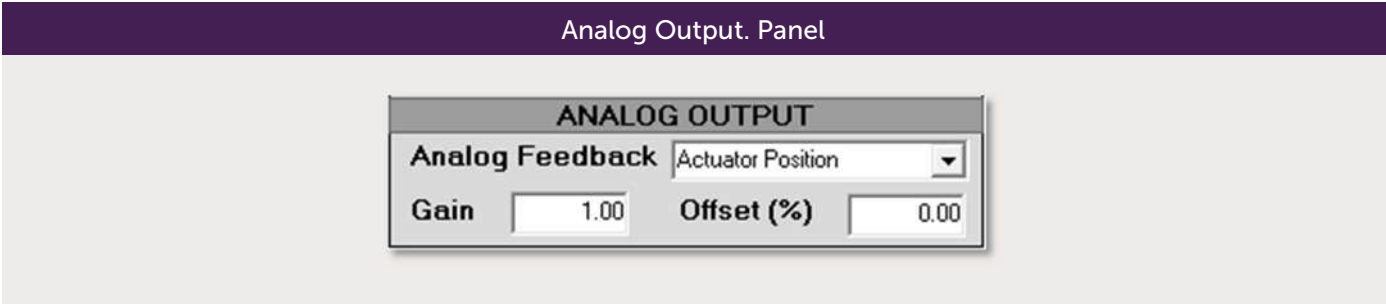 Analog Output. Panel
ANALOG OUTPUT
Analog Feedback Actuator Position
Gain 1.00 Offset (%) 0.00